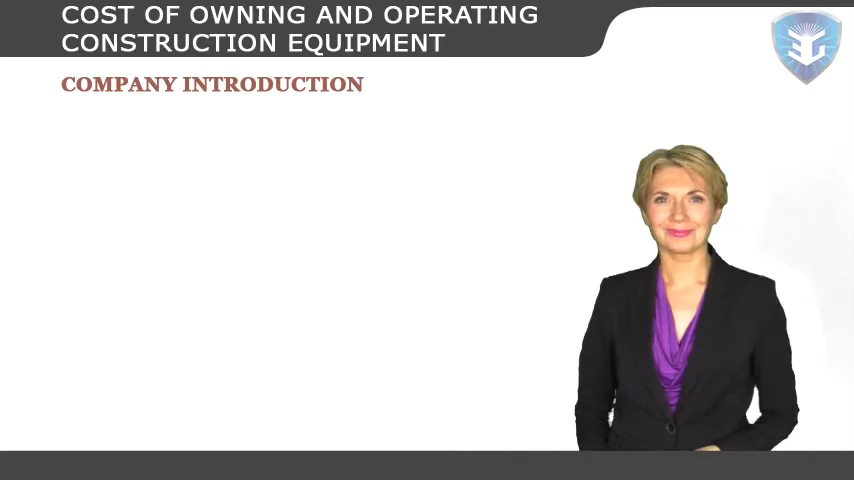 COST OF OWNING AND OPERATING
CONSTRUCTION EQUIPMENT
COMPANY INTRODUCTION